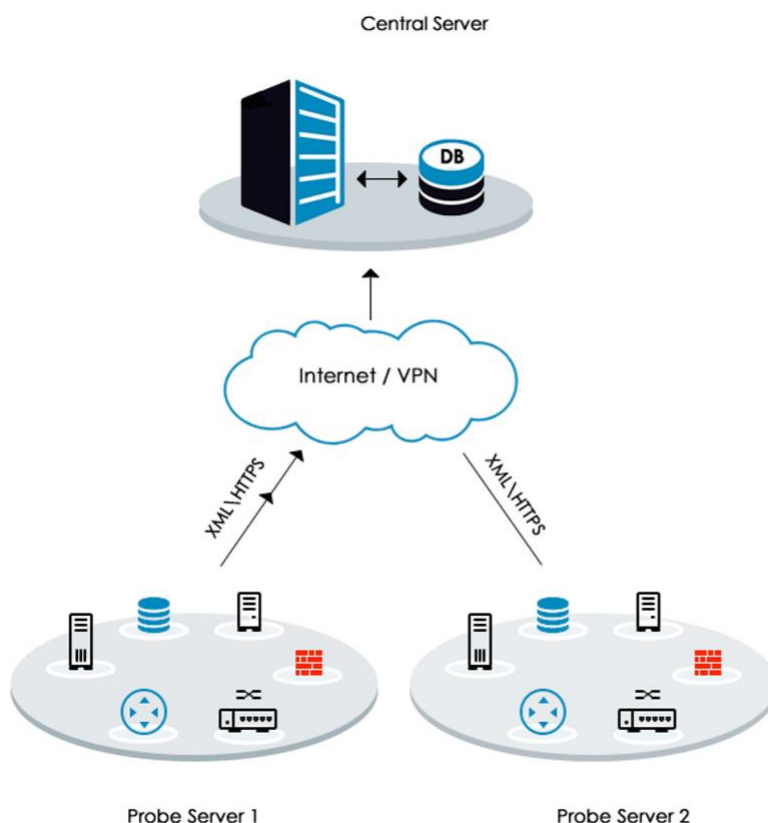 Central Server
DB
Internet / VPN
XML\HTTPS
XML\HTTPS
Probe Server 1
Probe Server 2